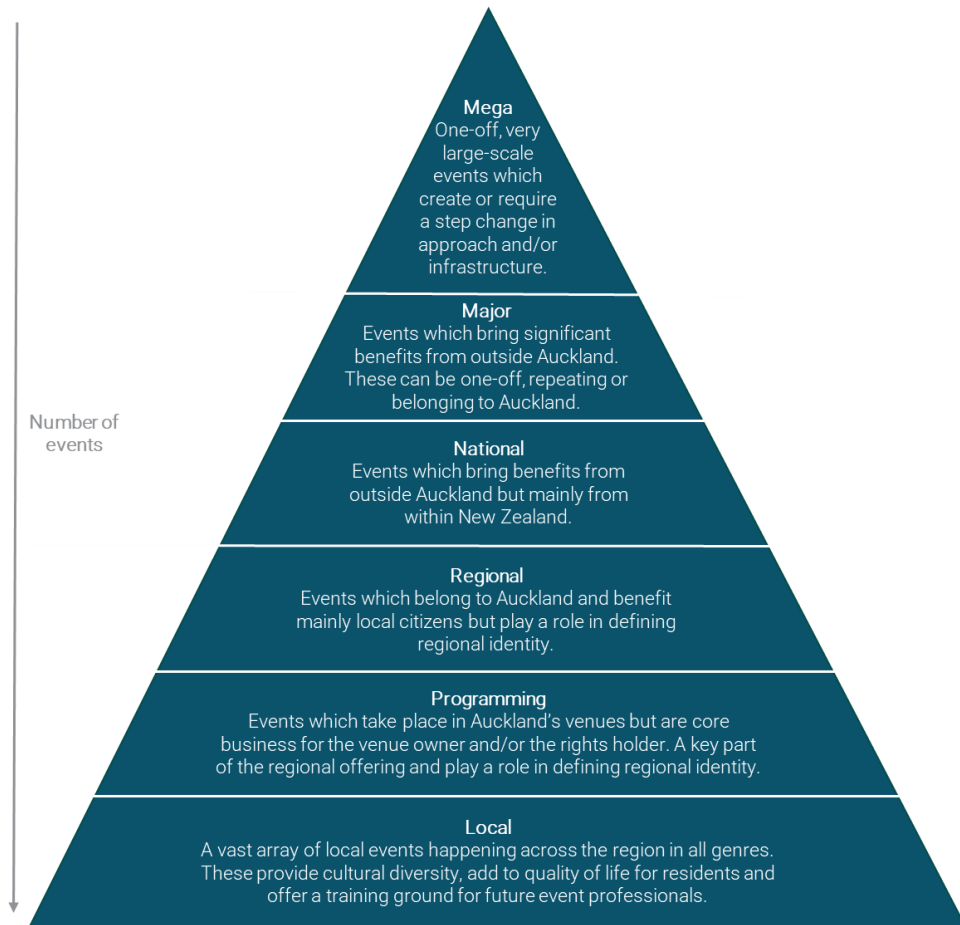 Mega
One-off, very
large-scale
events which
create or require
a step change in
approach and/or
infrastructure.
Major
Events which bring significant
benefits from outside Auckland.
These can be one-off, repeating or
belonging to Auckland.
Number of
events
National
Events which bring benefits from
outside Auckland but mainly from
within New Zealand.
Regional
Events which belong to Auckland and benefit
mainly local citizens but play a role in defining
regional identity.
Programming
Events which take place in Auckland's venues but are core
business for the venue owner and/or the rights holder. A key part
of the regional offering and play a role in defining regional identity.
Local
A vast array of local events happening across the region in all genres.
These provide cultural diversity, add to quality of life for residents and
offer a training ground for future event professionals.